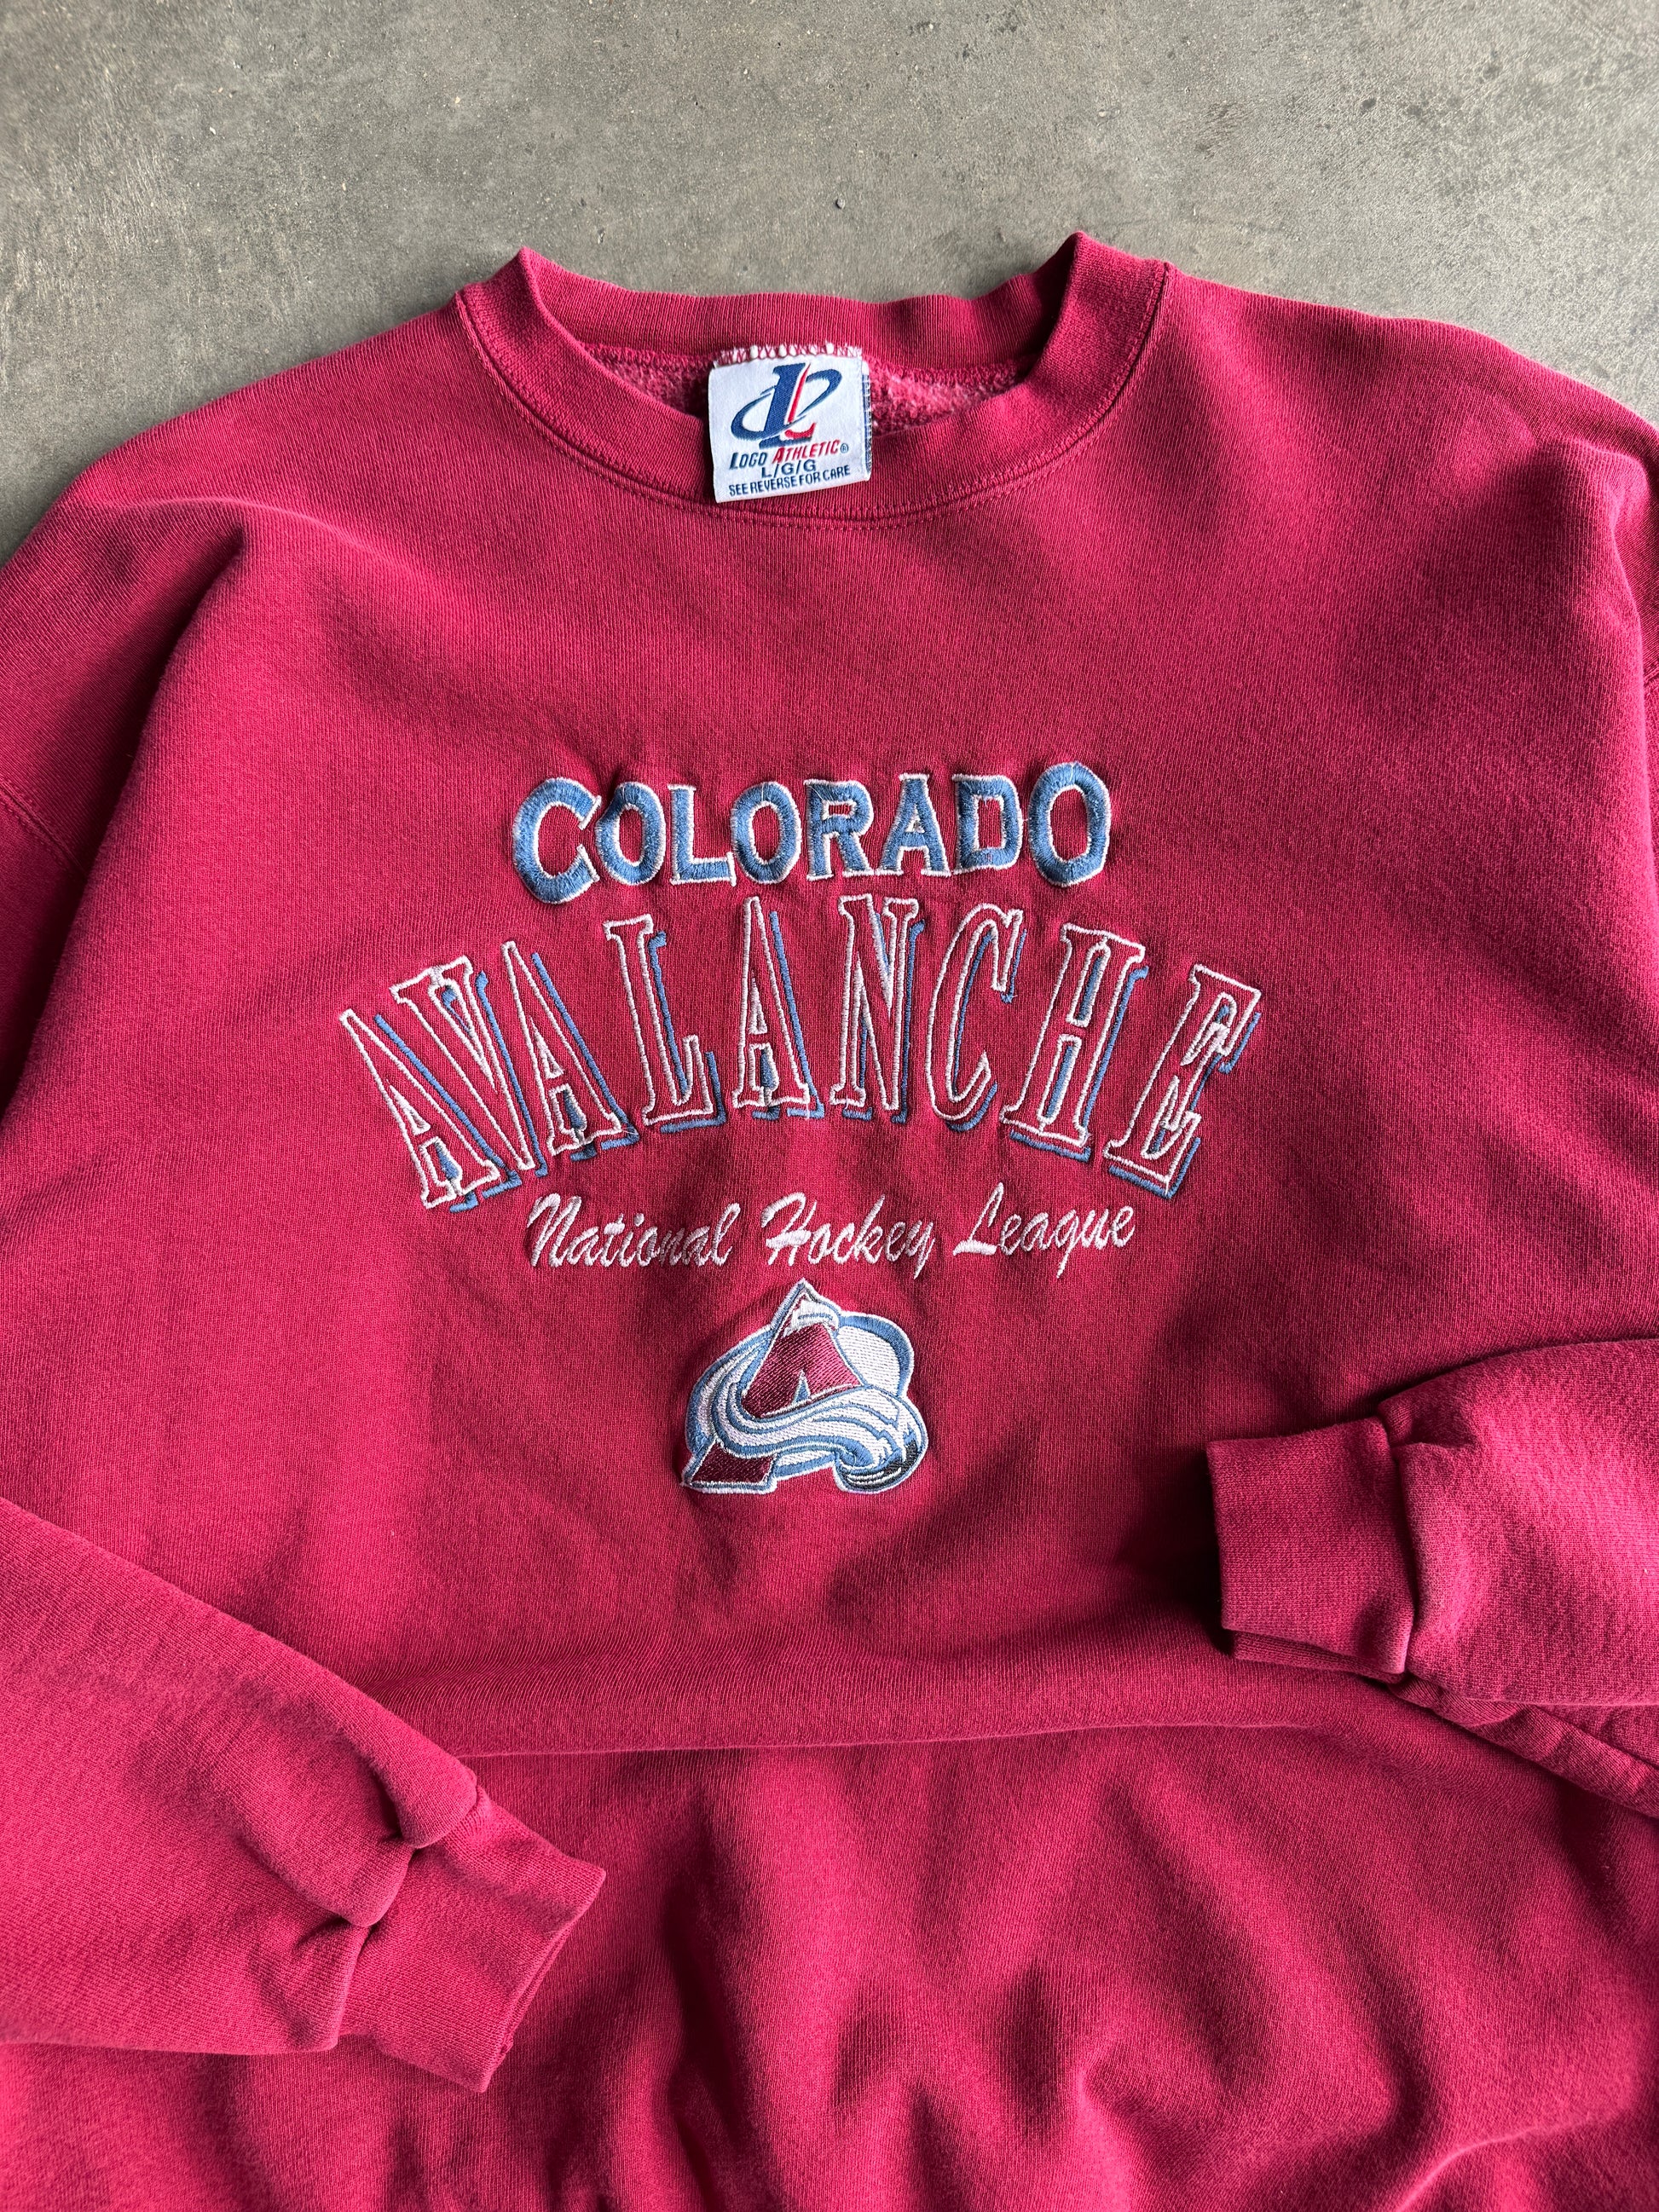 LOGO ATHLETIC®
L/G/G
SEE REVERSE FOR CARE
COLORADO
AVALANCHE
National Hockey League
A